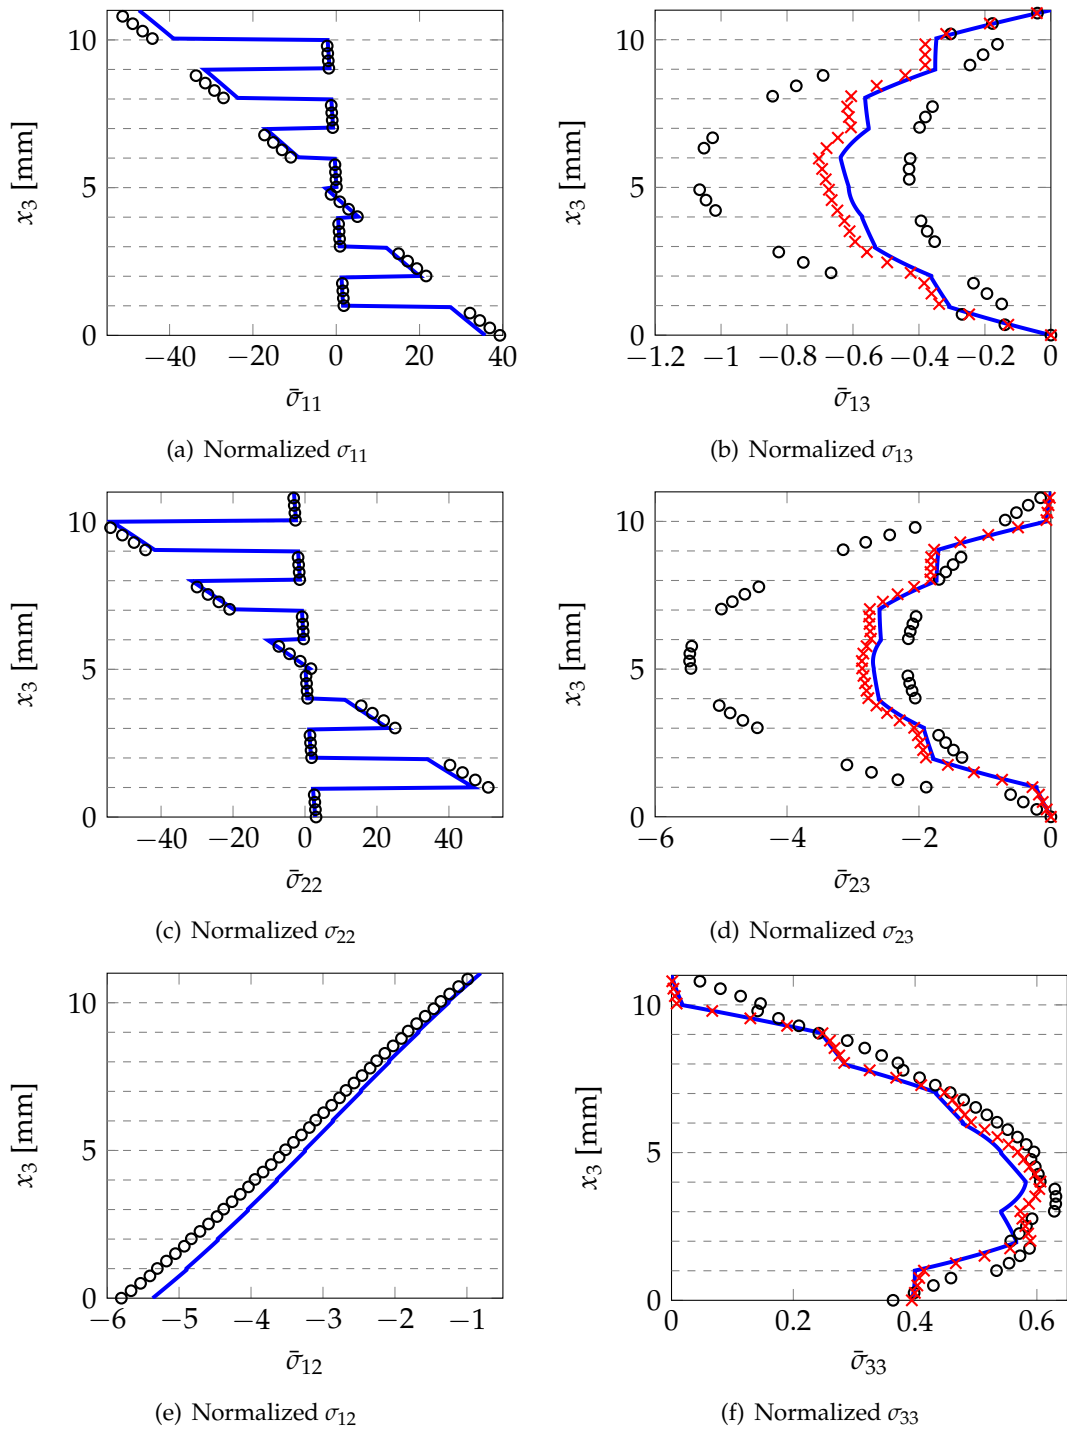 10
5
0
x₃ [mm]
−40 −20 0 20 40
σ̄₁₁
(a) Normalized σ₁₁
10
5
0
x₃ [mm]
−1.2 −1 −0.8 −0.6 −0.4 −0.2 0
σ̄₁₃
(b) Normalized σ₁₃
10
5
0
x₃ [mm]
−40 −20 0 20 40
σ̄₂₂
(c) Normalized σ₂₂
10
5
0
x₃ [mm]
−6 −4 −2 0
σ̄₂₃
(d) Normalized σ₂₃
10
5
0
x₃ [mm]
−6 −5 −4 −3 −2 −1
σ̄₁₂
(e) Normalized σ₁₂
10
5
0
x₃ [mm]
0 0.2 0.4 0.6
σ̄₃₃
(f) Normalized σ₃₃